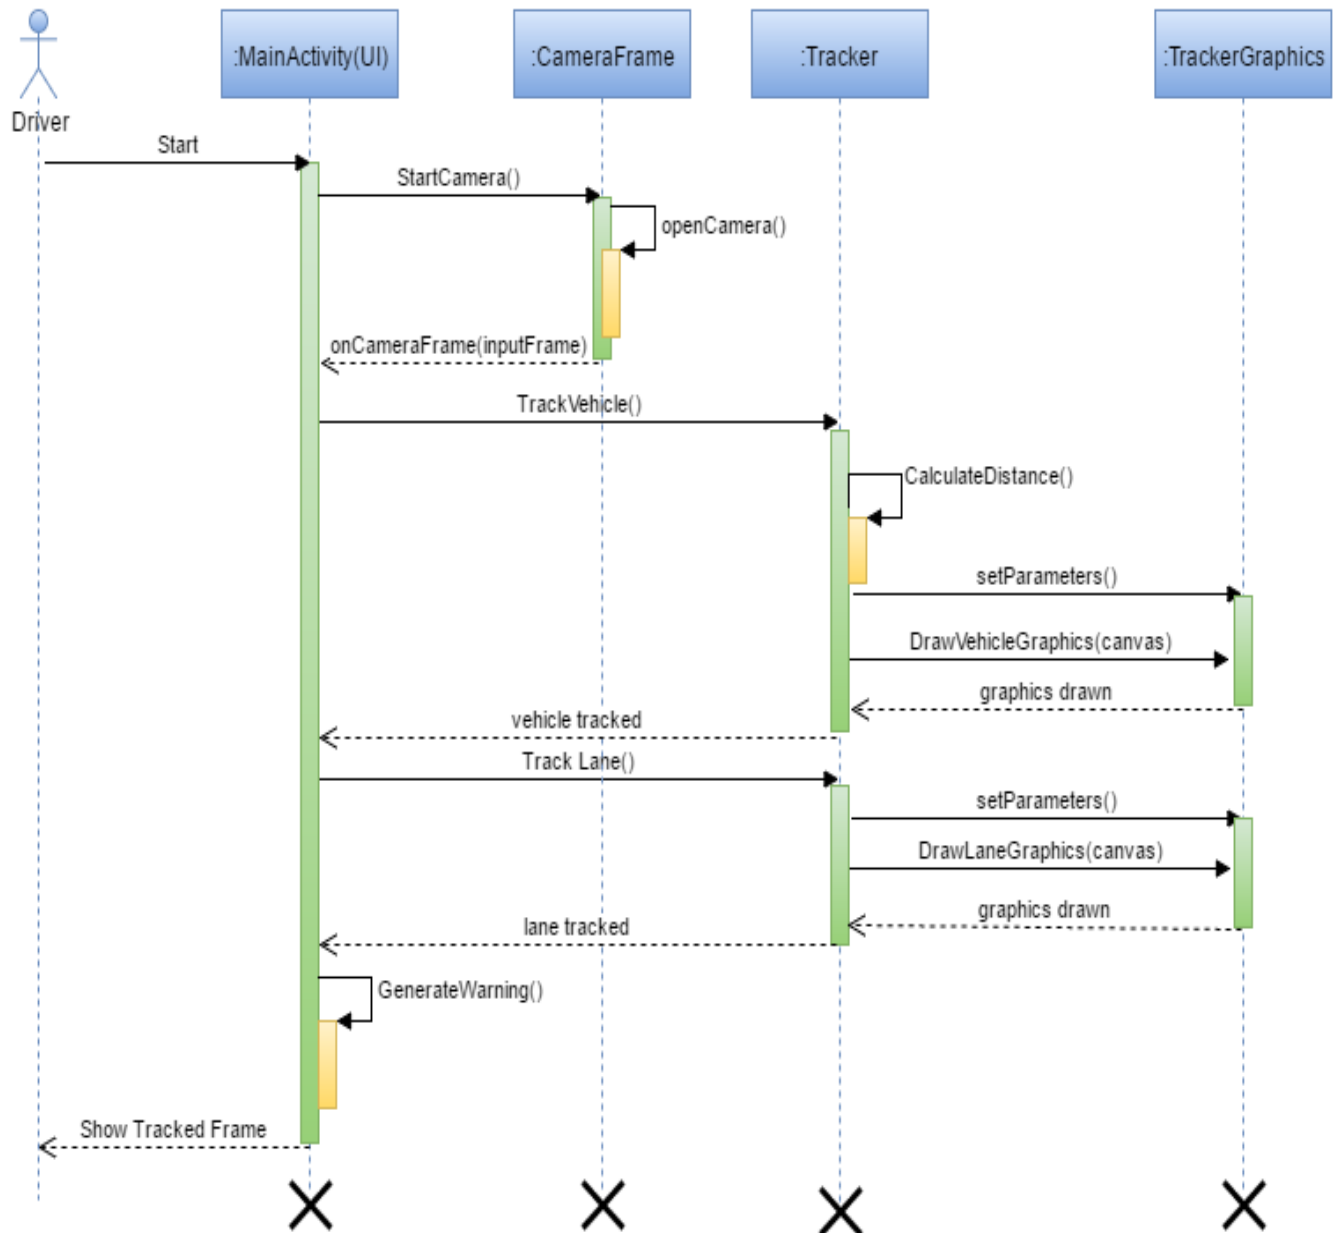 :MainActivity(UI)
:CameraFrame
:Tracker
:TrackerGraphics
Driver
Start
StartCamera()
openCamera()
onCameraFrame(inputFrame)
TrackVehicle()
CalculateDistance()
setParameters()
DrawVehicleGraphics(canvas)
graphics drawn
vehicle tracked
Track Lane()
setParameters()
DrawLaneGraphics(canvas)
graphics drawn
lane tracked
GenerateWarning()
Show Tracked Frame